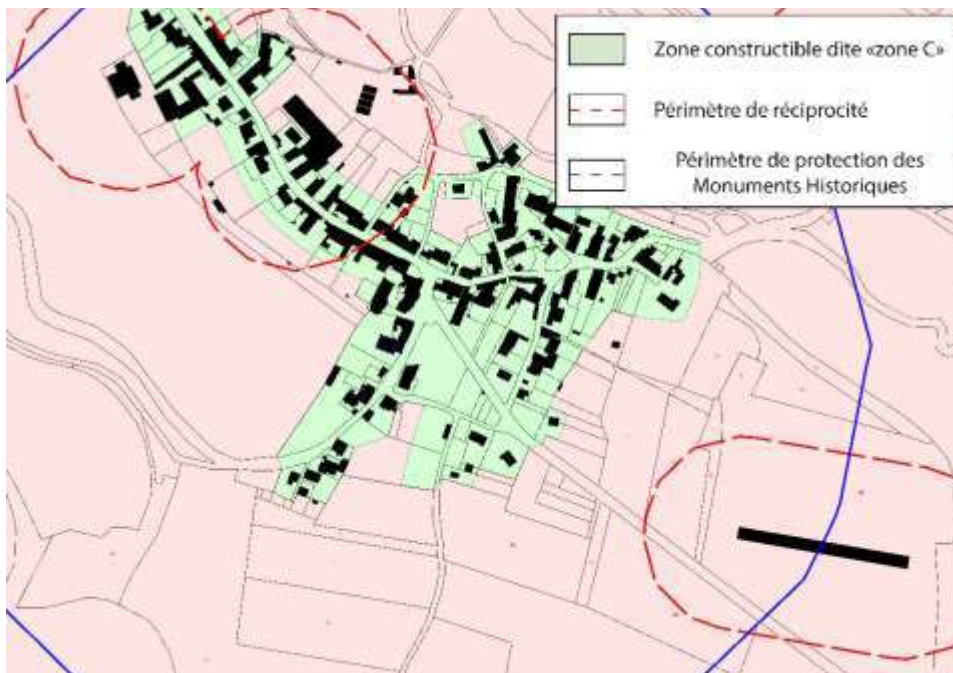 Zone constructible dite «zone C»
Périmètre de réciprocité
Périmètre de protection des
Monuments Historiques